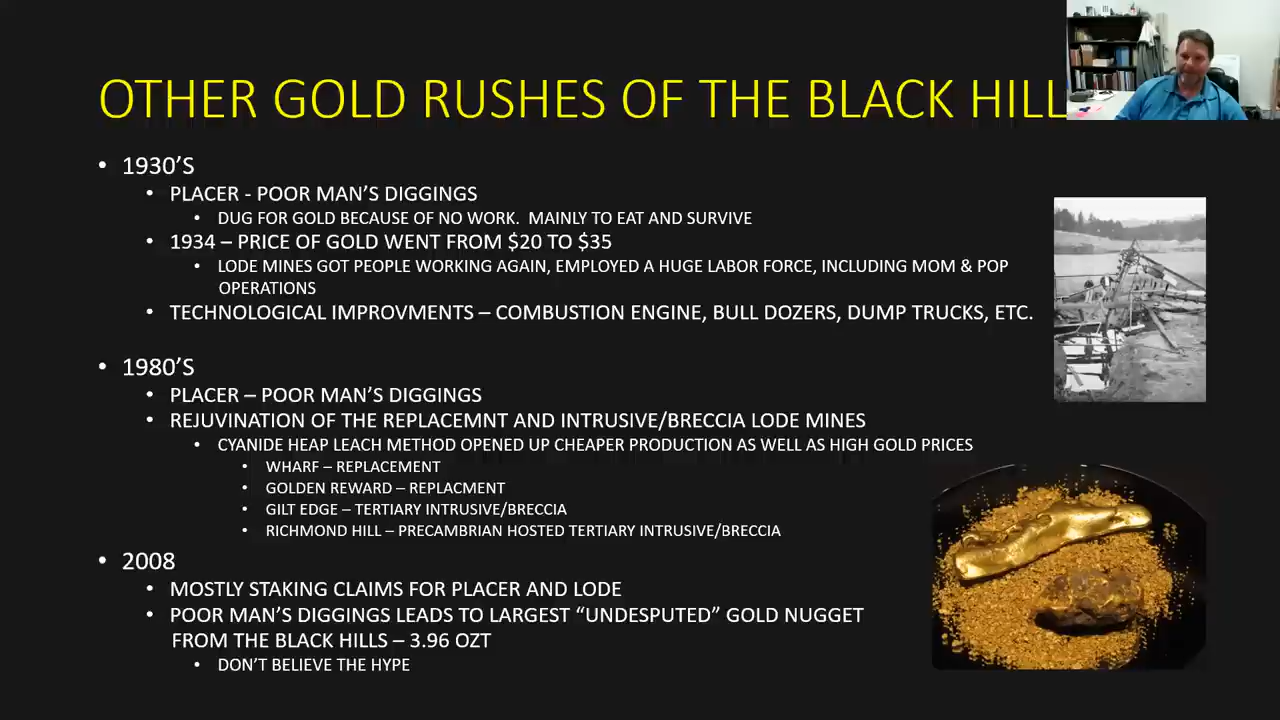 OTHER GOLD RUSHES OF THE BLACK HILL
• 1930'S
• PLACER - POOR MAN'S DIGGINGS
• DUG FOR GOLD BECAUSE OF NO WORK. MAINLY TO EAT AND SURVIVE
• 1934 – PRICE OF GOLD WENT FROM $20 TO $35
• LODE MINES GOT PEOPLE WORKING AGAIN, EMPLOYED A HUGE LABOR FORCE, INCLUDING MOM & POP
OPERATIONS
• TECHNOLOGICAL IMPROVMENTS – COMBUSTION ENGINE, BULL DOZERS, DUMP TRUCKS, ETC.
• 1980'S
• PLACER – POOR MAN'S DIGGINGS
• REJUVINATION OF THE REPLACEMNT AND INTRUSIVE/BRECCIA LODE MINES
• CYANIDE HEAP LEACH METHOD OPENED UP CHEAPER PRODUCTION AS WELL AS HIGH GOLD PRICES
• WHARF – REPLACEMENT
• GOLDEN REWARD – REPLACMENT
• GILT EDGE – TERTIARY INTRUSIVE/BRECCIA
• RICHMOND HILL – PRECAMBRIAN HOSTED TERTIARY INTRUSIVE/BRECCIA
• 2008
• MOSTLY STAKING CLAIMS FOR PLACER AND LODE
• POOR MAN'S DIGGINGS LEADS TO LARGEST “UNDESPUTED” GOLD NUGGET
FROM THE BLACK HILLS – 3.96 OZT
• DON'T BELIEVE THE HYPE